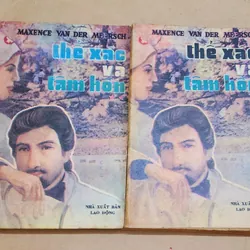 MAXENCE VAN DER MEERSCH
thể xác
và
tâm hồn
NHÀ XUẤT BẢN
LAO ĐỘNG
MAXENCE VAN DER MEERSCH
thể xác
và
tâm hồn
NHÀ XUẤT BẢN
LAO ĐỘNG